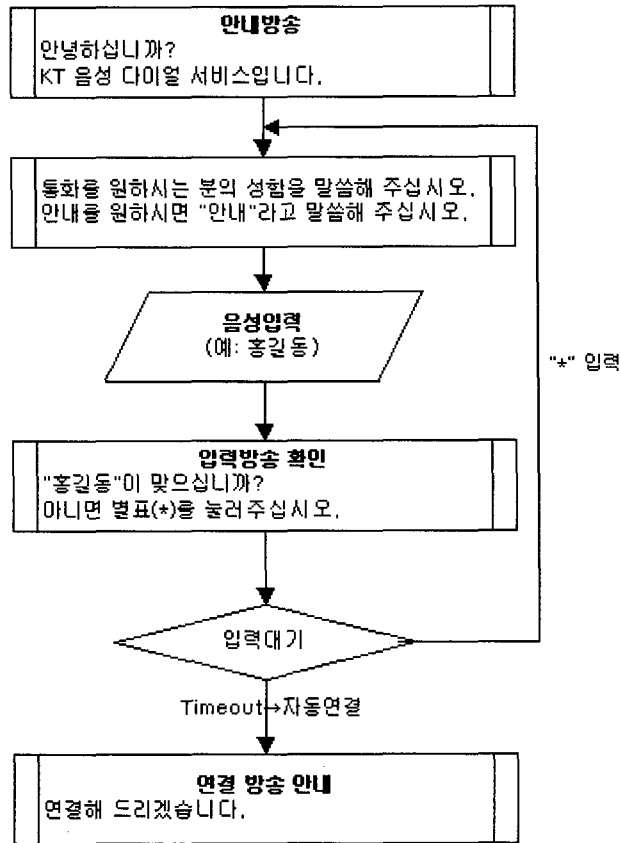 안내방송
안녕하십니까?
KT 음성 다이얼 서비스입니다.
통화를 원하시는 분의 성함을 말씀해 주십시오.
안내를 원하시면 "안내"라고 말씀해 주십시오.
음성입력
(예: 홍길동)
"*" 입력
입력방송 확인
"홍길동"이 맞으십니까?
아니면 별표(*)를 눌러주십시오.
입력대기
Timeout→자동연결
연결 방송 안내
연결해 드리겠습니다.